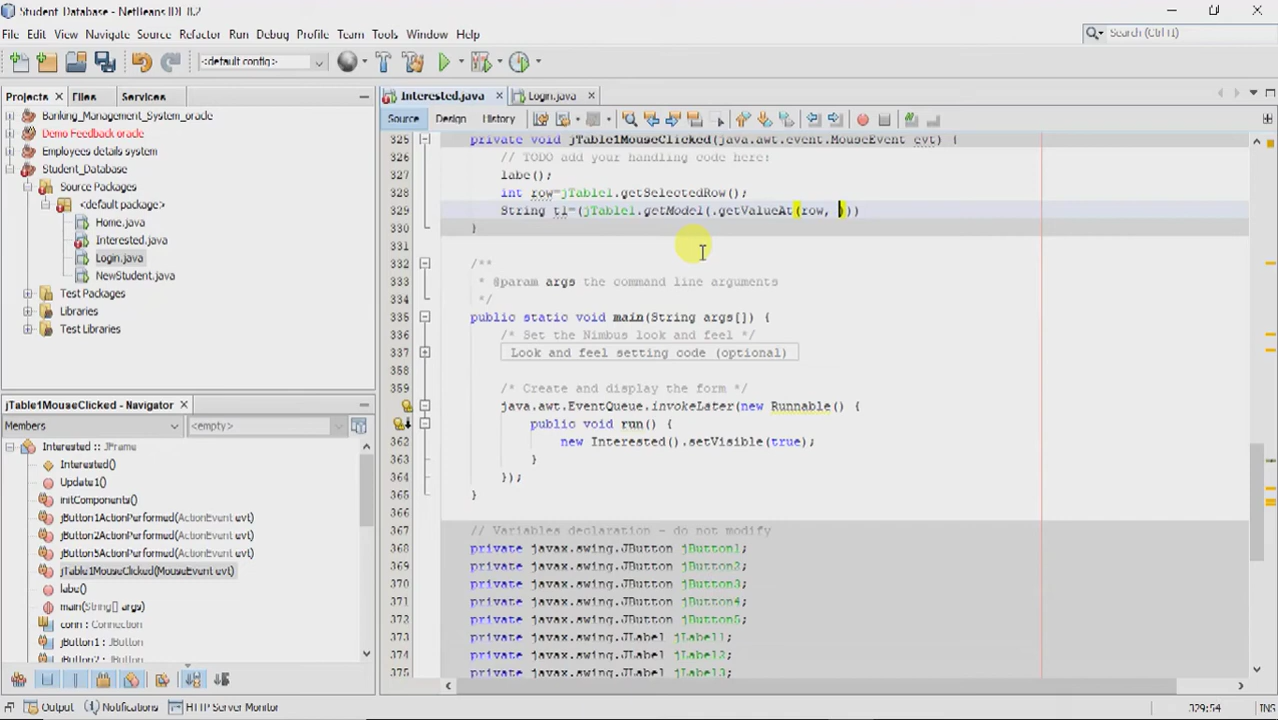 Student_Database - NetBeans IDE 8.2
File Edit View Navigate Source Refactor Run Debug Profile Team Tools Window Help
Search (Ctrl+I)
<default config>
Projects Files Services
Interested.java Login.java
Source Design History
Banking_Management_System_oracle
Demo Feedback oracle
Employees details system
Student_Database
Source Packages
<default package>
Home.java
Interested.java
Login.java
NewStudent.java
Test Packages
Libraries
Test Libraries
jTable1MouseClicked - Navigator
Members <empty>
Interested :: JFrame
Interested()
Update1()
initComponents()
jButton1ActionPerformed(ActionEvent evt)
jButton2ActionPerformed(ActionEvent evt)
jButton5ActionPerformed(ActionEvent evt)
jTable1MouseClicked(MouseEvent evt)
labe()
main(String[] args)
conn : Connection
jButton1 : JButton
jButton2 : JButton
325 private void jTable1MouseClicked(java.awt.event.MouseEvent evt) {
326 // TODO add your handling code here:
327 labe();
328 int row=jTable1.getSelectedRow();
329 String t1=(jTable1.getModel(.getValueAt(row, )))
330 }
331
332 /**
333 * @param args the command line arguments
334 */
335 public static void main(String args[]) {
336 /* Set the Nimbus look and feel */
337 Look and feel setting code (optional)
358
359 /* Create and display the form */
java.awt.EventQueue.invokeLater(new Runnable() {
public void run() {
362 new Interested().setVisible(true);
363 }
364 });
365 }
366
367 // Variables declaration - do not modify
368 private javax.swing.JButton jButton1;
369 private javax.swing.JButton jButton2;
370 private javax.swing.JButton jButton3;
371 private javax.swing.JButton jButton4;
372 private javax.swing.JButton jButton5;
373 private javax.swing.JLabel jLabel1;
374 private javax.swing.JLabel jLabel2;
375 private javax.swing.JLabel jLabel3;
Output Notifications HTTP Server Monitor
329:54 INS